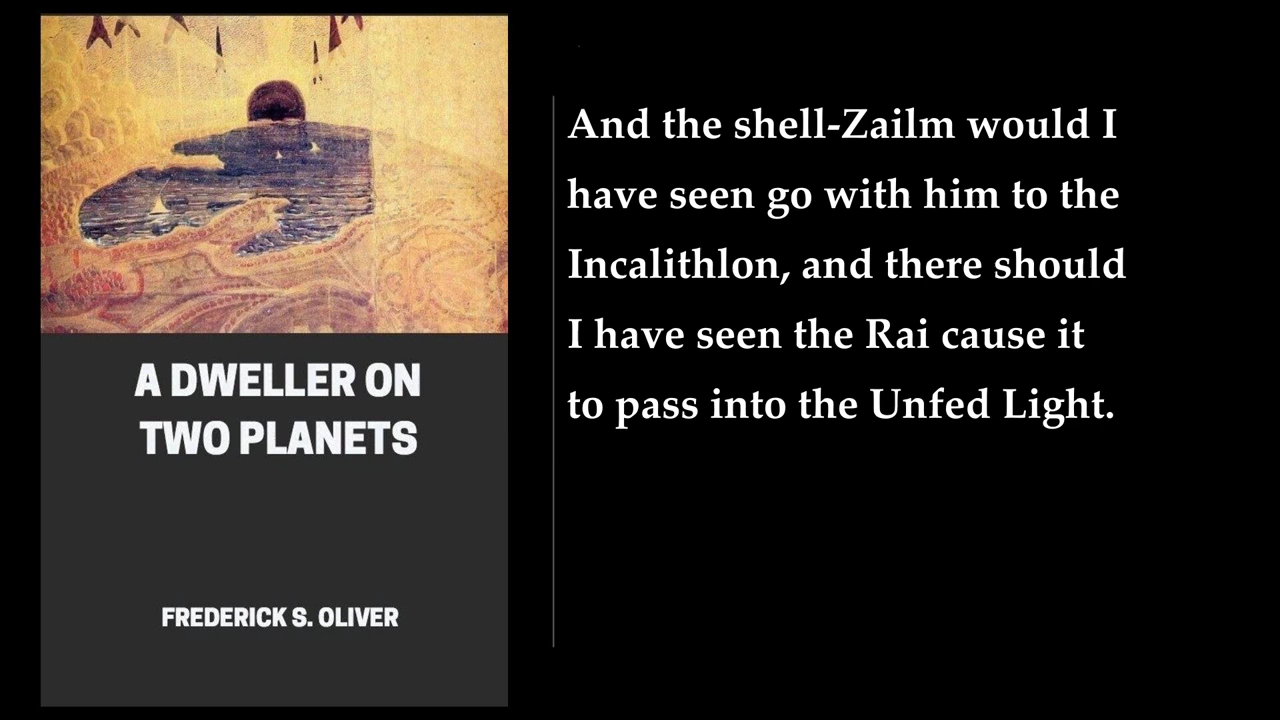 A DWELLER ON
TWO PLANETS
FREDERICK S. OLIVER
And the shell-Zailm would I
have seen go with him to the
Incalithlon, and there should
I have seen the Rai cause it
to pass into the Unfed Light.